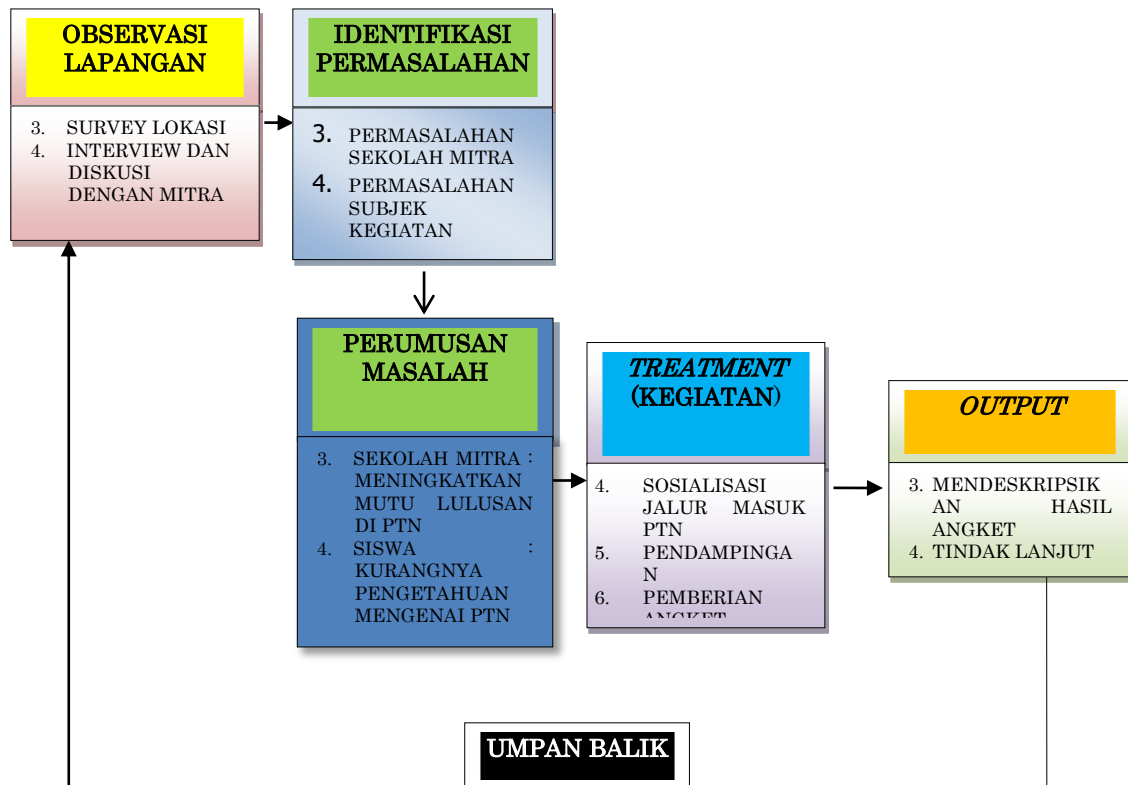 OBSERVASI
LAPANGAN
3. SURVEY LOKASI
4. INTERVIEW DAN
DISKUSI
DENGAN MITRA
IDENTIFIKASI
PERMASALAHAN
3. PERMASALAHAN
SEKOLAH MITRA
4. PERMASALAHAN
SUBJEK
KEGIATAN
PERUMUSAN
MASALAH
3. SEKOLAH MITRA :
MENINGKATKAN
MUTU LULUSAN
DI PTN
4. SISWA :
KURANGNYA
PENGETAHUAN
MENGENAI PTN
TREATMENT
(KEGIATAN)
4. SOSIALISASI
JALUR MASUK
PTN
5. PENDAMPINGA
N
6. PEMBERIAN
ANGKET
OUTPUT
3. MENDESKRIPSIK
AN HASIL
ANGKET
4. TINDAK LANJUT
UMPAN BALIK